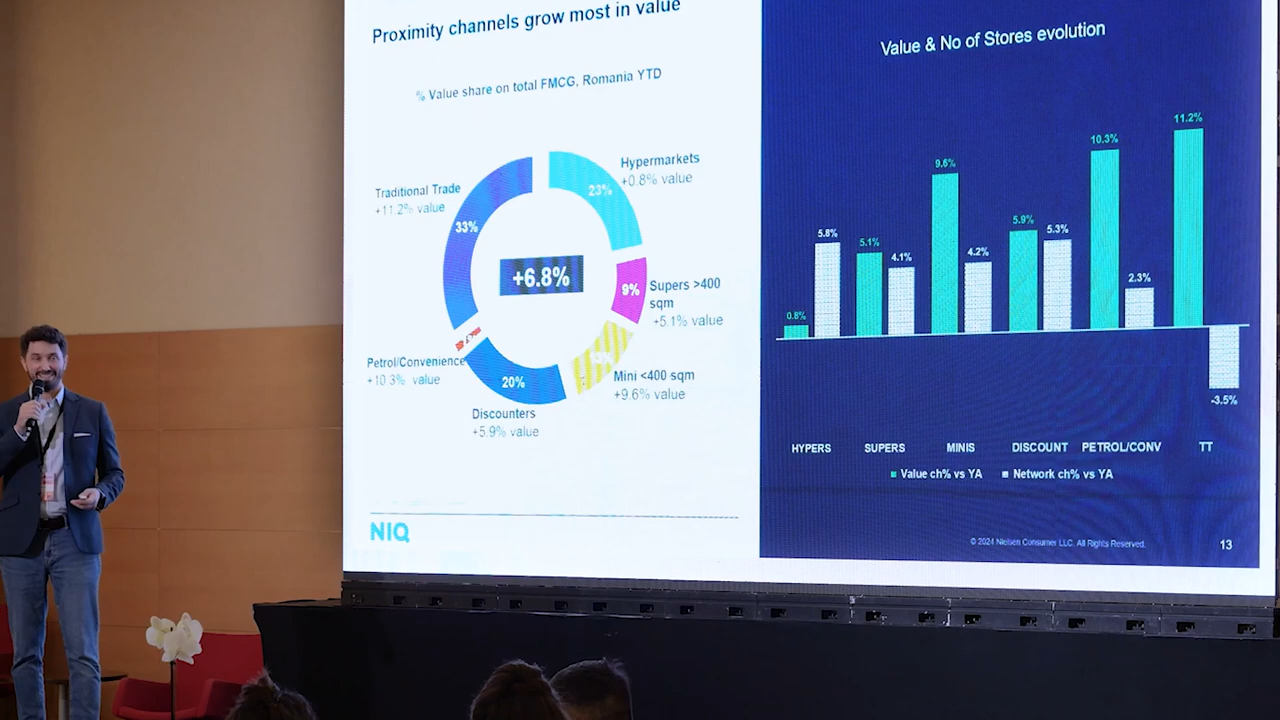 Proximity channels grow most in value
% Value share on total FMCG, Romania YTD
Hypermarkets
+0.8% value
23%
Traditional Trade
+11.2% value
33%
+6.8%
9%
Supers >400
sqm
+5.1% value
Petrol/Convenience
+10.3% value
20%
Mini <400 sqm
+9.6% value
Discounters
+5.9% value
NIQ
Value & No of Stores evolution
0.8%
5.8%
5.1%
4.1%
9.6%
4.2%
5.9%
5.3%
10.3%
2.3%
11.2%
-3.5%
HYPERS SUPERS MINIS DISCOUNT PETROL/CONV TT
Value ch% vs YA Network ch% vs YA
© 2024 Nielsen Consumer LLC. All Rights Reserved.
13